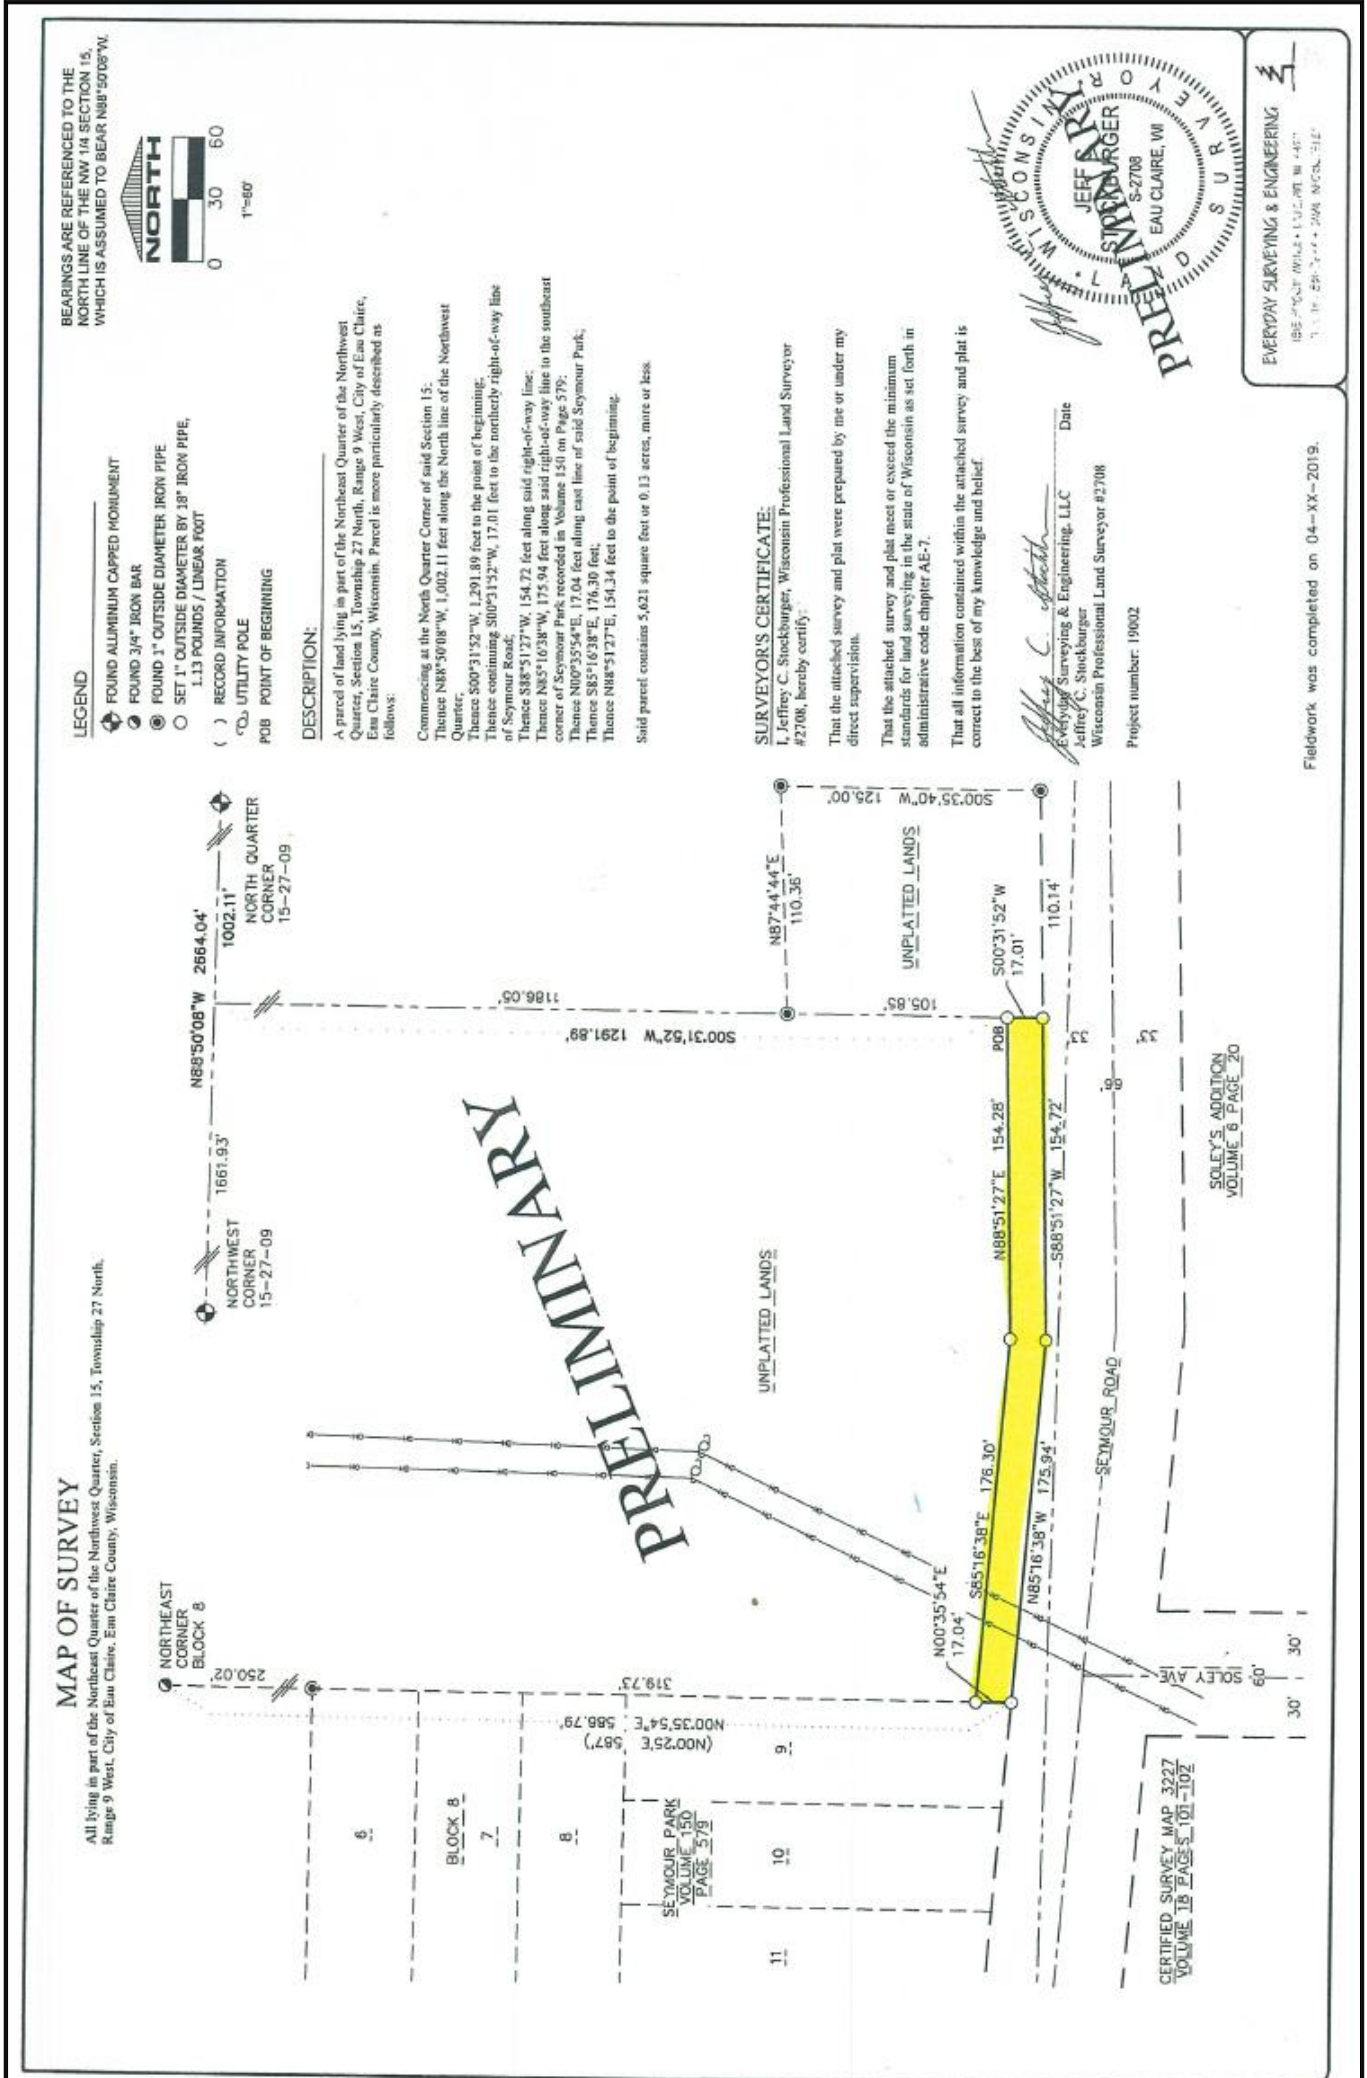 MAP OF SURVEY
All lying in part of the Northeast Quarter of the Northwest Quarter, Section 15, Township 27 North,
Range 9 West, City of Eau Claire, Eau Claire County, Wisconsin.
BEARINGS ARE REFERENCED TO THE
NORTH LINE OF THE NW 1/4 SECTION 15,
WHICH IS ASSUMED TO BEAR N88°50'08"W.
NORTH
0 30 60
1"=60'
LEGEND
FOUND ALUMINUM CAPPED MONUMENT
FOUND 3/4" IRON BAR
FOUND 1" OUTSIDE DIAMETER IRON PIPE
SET 1" OUTSIDE DIAMETER BY 18" IRON PIPE,
1.13 POUNDS / LINEAR FOOT
( ) RECORD INFORMATION
UTILITY POLE
POB POINT OF BEGINNING
DESCRIPTION:
A parcel of land lying in part of the Northeast Quarter of the Northwest
Quarter, Section 15, Township 27 North, Range 9 West, City of Eau Claire,
Eau Claire County, Wisconsin. Parcel is more particularly described as
follows:
Commencing at the North Quarter Corner of said Section 15;
Thence N88°50'08"W, 1,002.11 feet along the North line of the Northwest
Quarter;
Thence S00°31'52"W, 1,291.89 feet to the point of beginning;
Thence continuing S00°31'52"W, 17.01 feet to the northerly right-of-way line
of Seymour Road;
Thence S88°51'27"W, 154.72 feet along said right-of-way line;
Thence N85°16'38"W, 175.94 feet along said right-of-way line to the southeast
corner of Seymour Park recorded in Volume 150 on Page 579;
Thence N00°35'54"E, 17.04 feet along east line of said Seymour Park;
Thence S85°16'38"E, 176.30 feet;
Thence N88°51'27"E, 154.34 feet to the point of beginning.
Said parcel contains 5,621 square feet or 0.13 acres, more or less.
SURVEYOR'S CERTIFICATE:
I, Jeffrey C. Stockburger, Wisconsin Professional Land Surveyor
#2708, hereby certify:
That the attached survey and plat were prepared by me or under my
direct supervision.
That the attached survey and plat meet or exceed the minimum
standards for land surveying in the state of Wisconsin as set forth in
administrative code chapter AE-7.
That all information contained within the attached survey and plat is
correct to the best of my knowledge and belief.
Everyday Surveying & Engineering, LLC Date
Jeffrey C. Stockburger
Wisconsin Professional Land Surveyor #2708
Project number: 19002
WISCONSIN
LAND SURVEYOR
STOCKBURGER
S-2708
EAU CLAIRE, WI
PRELIMINARY
EVERYDAY SURVEYING & ENGINEERING
Fieldwork was completed on 04-XX-2019.
NORTHEAST
CORNER
BLOCK 8
250.02'
NORTHWEST
CORNER
15-27-09
1661.93'
N88°50'08"W 2664.04'
1002.11'
NORTH QUARTER
CORNER
15-27-09
1186.05'
S00°31'52"W 1291.89'
PRELIMINARY
N87°44'44"E
110.36'
S00°35'40"W 125.00'
UNPLATTED LANDS
105.85'
S00°31'52"W
17.01'
110.14'
UNPLATTED LANDS
319.73'
N00°35'54"E 586.79'
(N00°25'E 587')
6
BLOCK 8
7
8
SEYMOUR PARK
VOLUME 150
PAGE 579
9
10
11
N00°35'54"E
17.04'
S85°16'38"E 176.30'
N88°51'27"E 154.28'
POB
N85°16'38"W 175.94'
S88°51'27"W 154.72'
33'
33'
66'
SEYMOUR ROAD
SOLEY AVE
30'
60'
30'
CERTIFIED SURVEY MAP 3227
VOLUME 18 PAGES 101-102
SOLEY'S ADDITION
VOLUME 6 PAGE 20